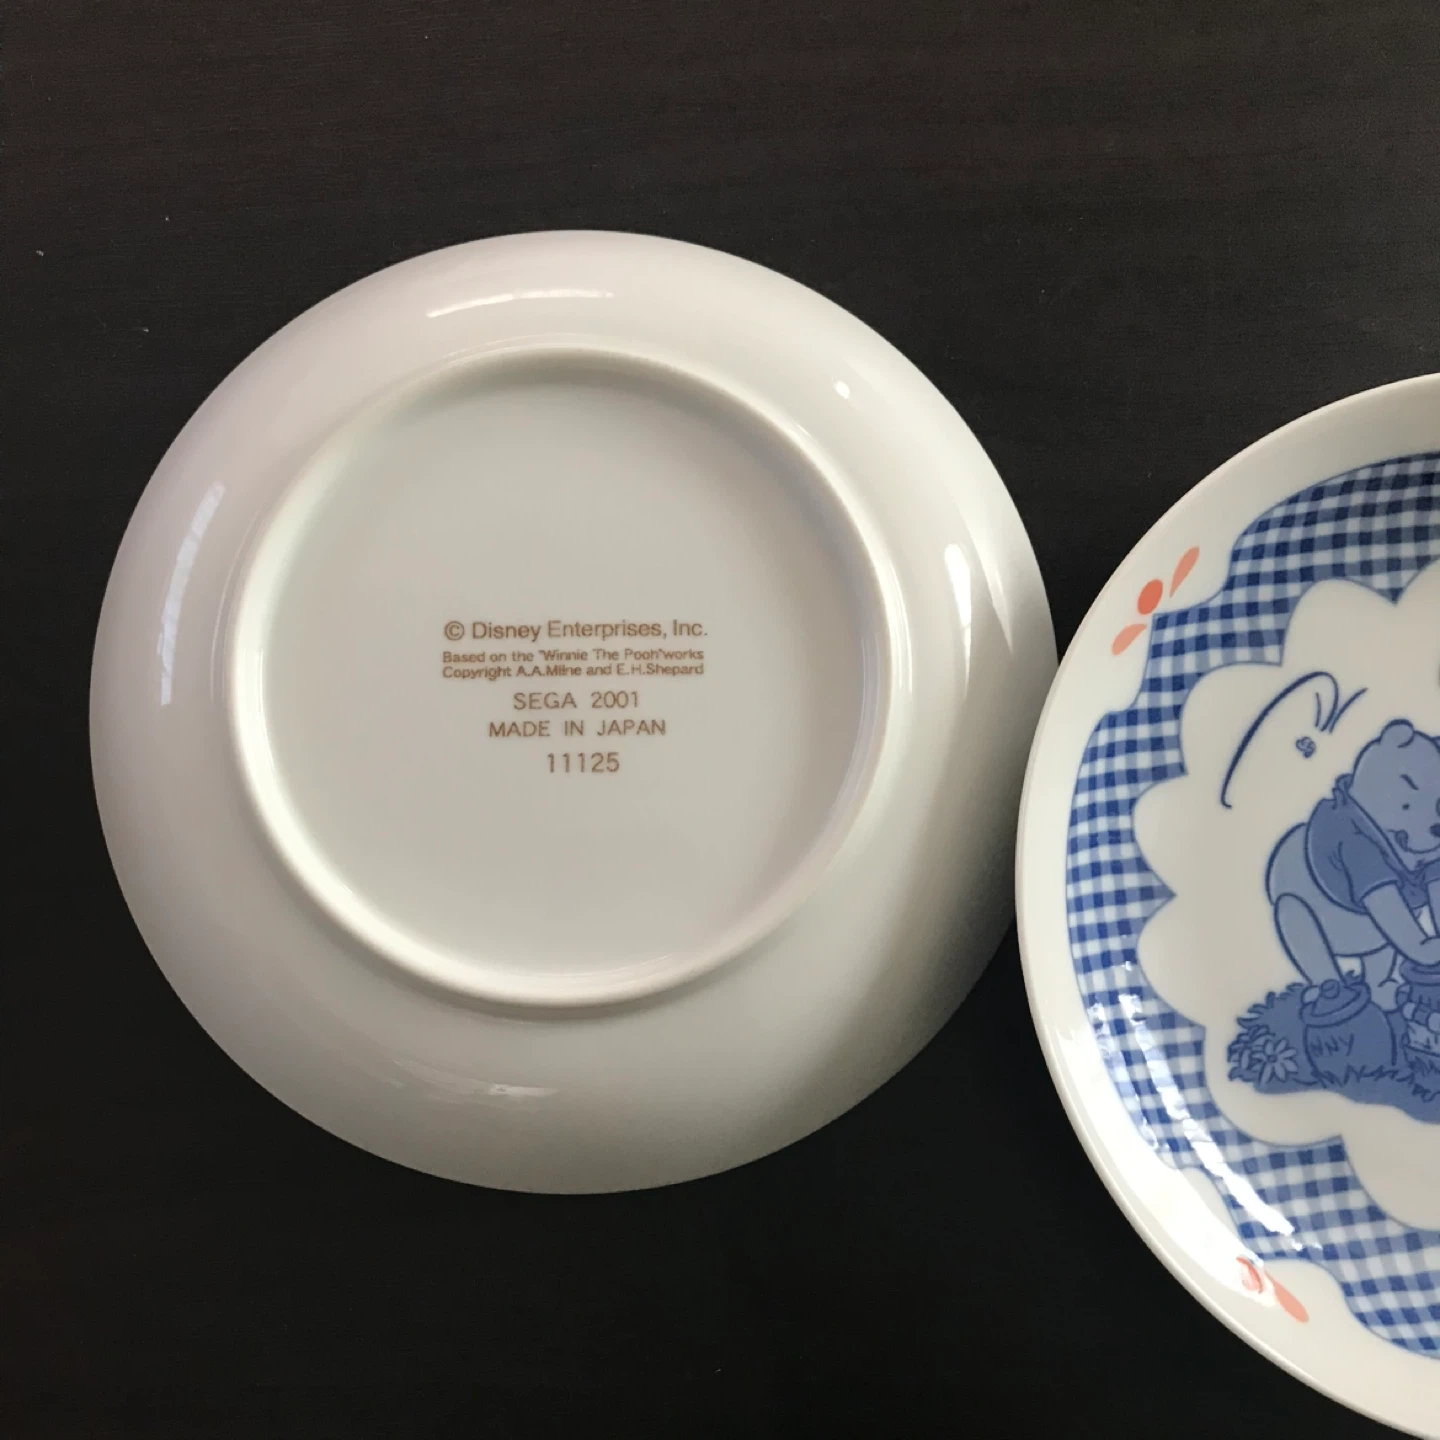 © Disney Enterprises, Inc.
Based on the "Winnie The Pooh"works
Copyright A.A.Milne and E.H.Shepard
SEGA 2001
MADE IN JAPAN
11125
HNY